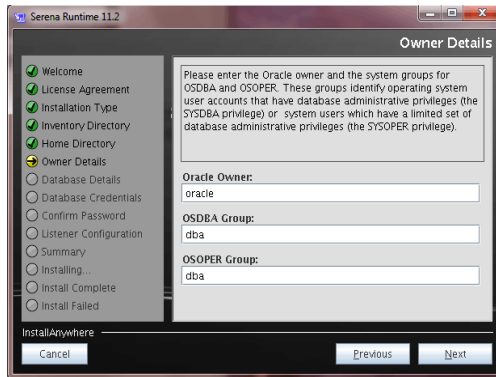 Serena Runtime 11.2
Owner Details
Welcome
License Agreement
Installation Type
Inventory Directory
Home Directory
Owner Details
Database Details
Database Credentials
Confirm Password
Listener Configuration
Summary
Installing...
Install Complete
Install Failed
Please enter the Oracle owner and the system groups for
OSDBA and OSOPER. These groups identify operating system
user accounts that have database administrative privileges (the
SYSDBA privilege) or system users which have a limited set of
database administrative privileges (the SYSOPER privilege).
Oracle Owner:
oracle
OSDBA Group:
dba
OSOPER Group:
dba
InstallAnywhere
Cancel
Previous
Next